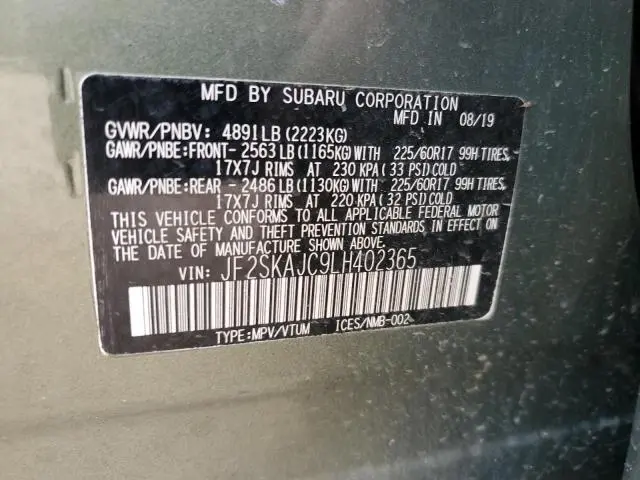 MFD BY SUBARU CORPORATION
MFD IN 08/19
GVWR/PNBV: 4891LB(2223KG)
GAWR/PNBE:FRONT-2563LB(1165KG)WITH 225/60R17 99H TIRES,
17X7J RIMS AT 230 KPA(33 PSI)COLD
GAWR/PNBE:REAR -2486LB(1130KG)WITH 225/60R17 99H TIRES,
17X7J RIMS AT 220 KPA(32 PSI)COLD
THIS VEHICLE CONFORMS TO ALL APPLICABLE FEDERAL MOTOR
VEHICLE SAFETY AND THEFT PREVENTION STANDARDS IN EFFECT ON
THE DATE OF MANUFACTURE SHOWN ABOVE.
VIN: JF2SKAJC9LH402365
TYPE:MPV/VTUM ICES/NMB-002